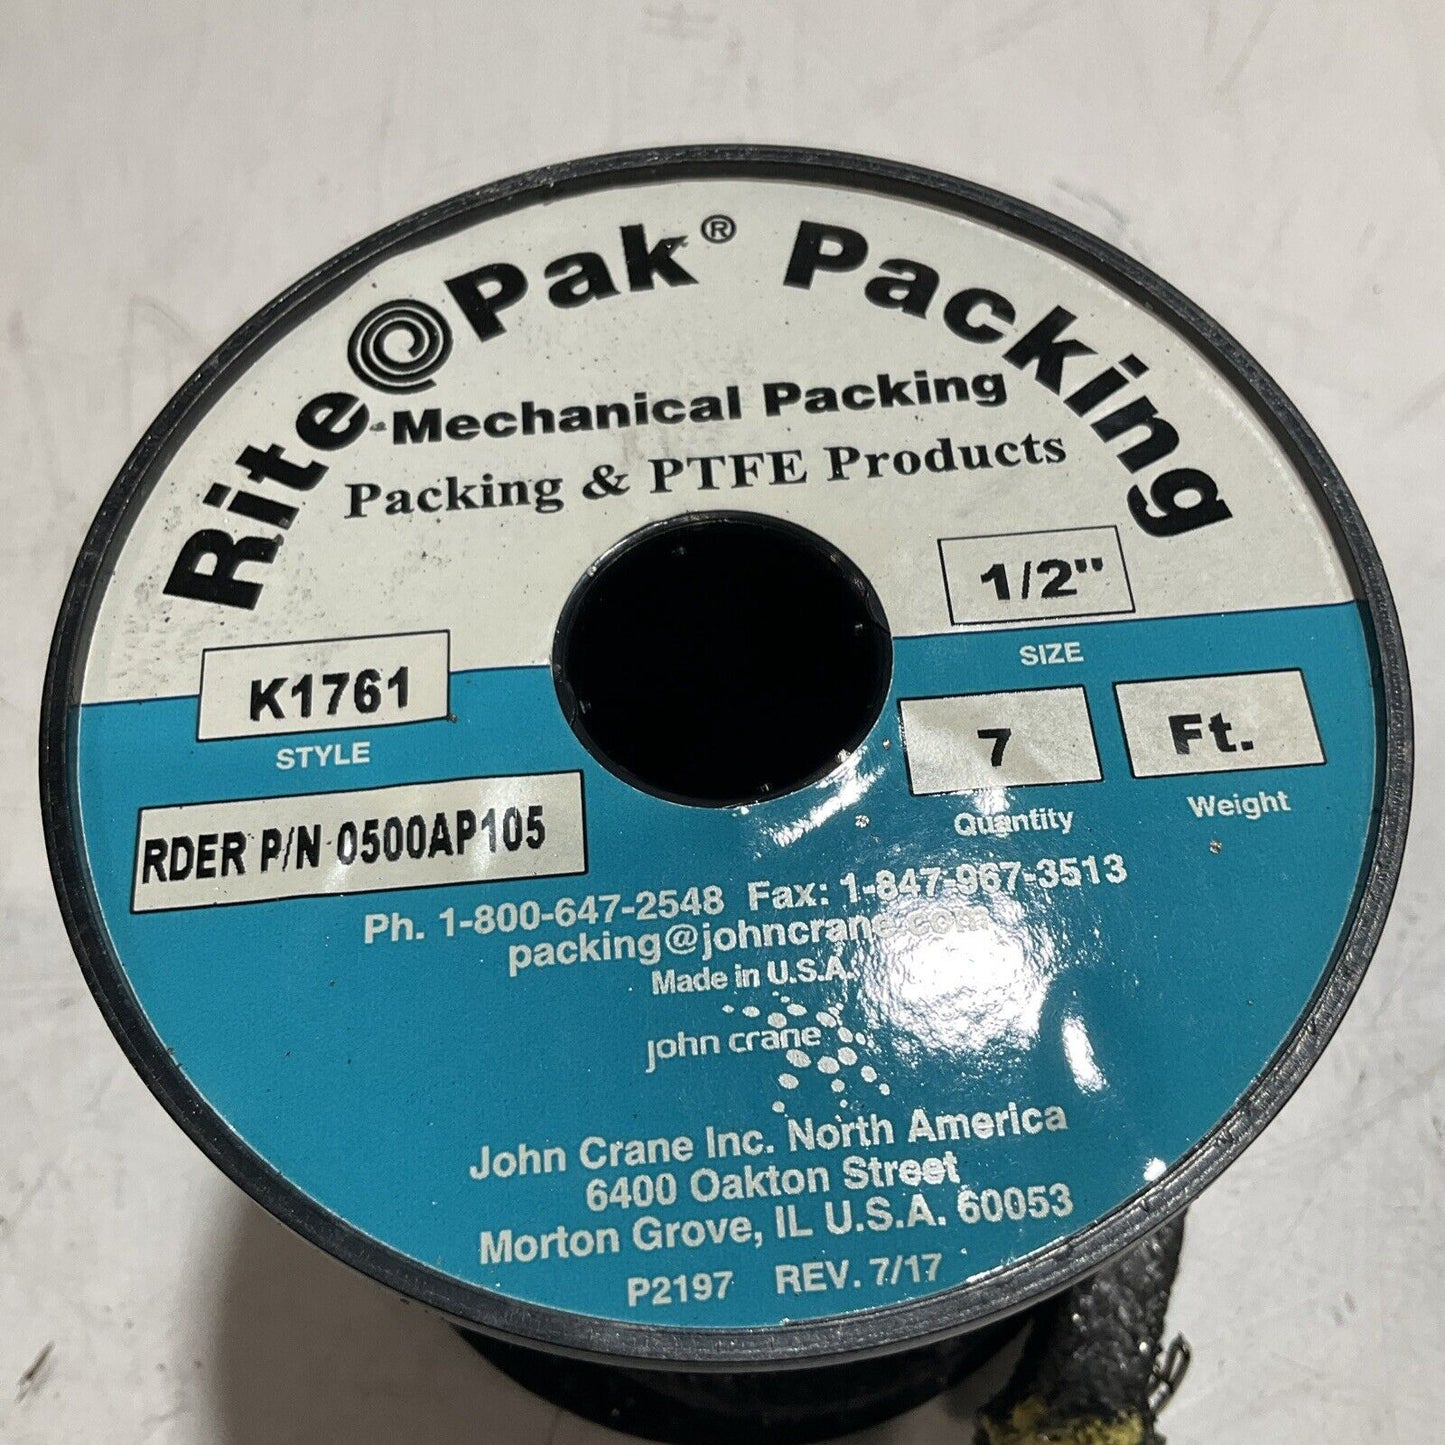 Rite Pak® Packing
Mechanical Packing
Packing & PTFE Products
1/2"
SIZE
K1761
STYLE
7
Quantity
Ft.
Weight
RDER P/N 0500AP105
Ph. 1-800-647-2548 Fax: 1-847-967-3513
packing@johncrane.com
Made in U.S.A.
john crane
John Crane Inc. North America
6400 Oakton Street
Morton Grove, IL U.S.A. 60053
P2197 REV. 7/17